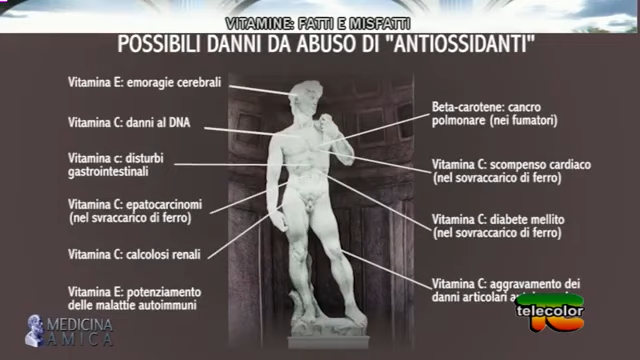 VITAMINE: FATTI E MISFATTI
POSSIBILI DANNI DA ABUSO DI "ANTIOSSIDANTI"
Vitamina E: emoragie cerebrali
Vitamina C: danni al DNA
Vitamina c: disturbi
gastrointestinali
Vitamina C: epatocarcinomi
(nel svraccarico di ferro)
Vitamina C: calcolosi renali
Vitamina E: potenziamento
delle malattie autoimmuni
Beta-carotene: cancro
polmonare (nei fumatori)
Vitamina C: scompenso cardiaco
(nel sovraccarico di ferro)
Vitamina C: diabete mellito
(nel sovraccarico di ferro)
Vitamina C: aggravamento dei
danni articolari
MEDICINA
AMICA
telecolor